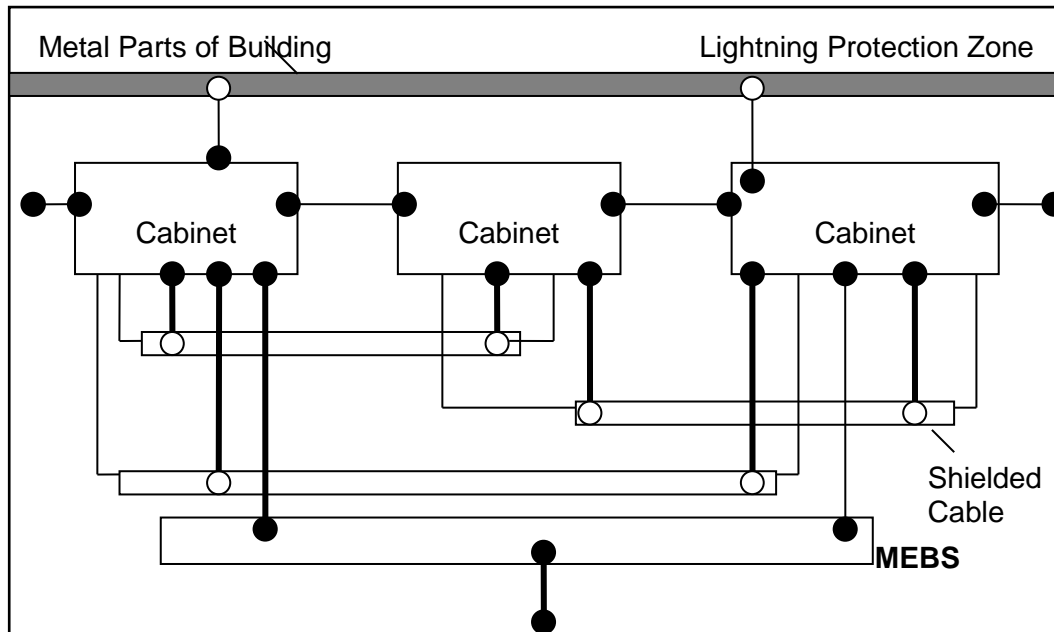 Metal Parts of Building
Lightning Protection Zone
Cabinet
Cabinet
Cabinet
Shielded
Cable
MEBS